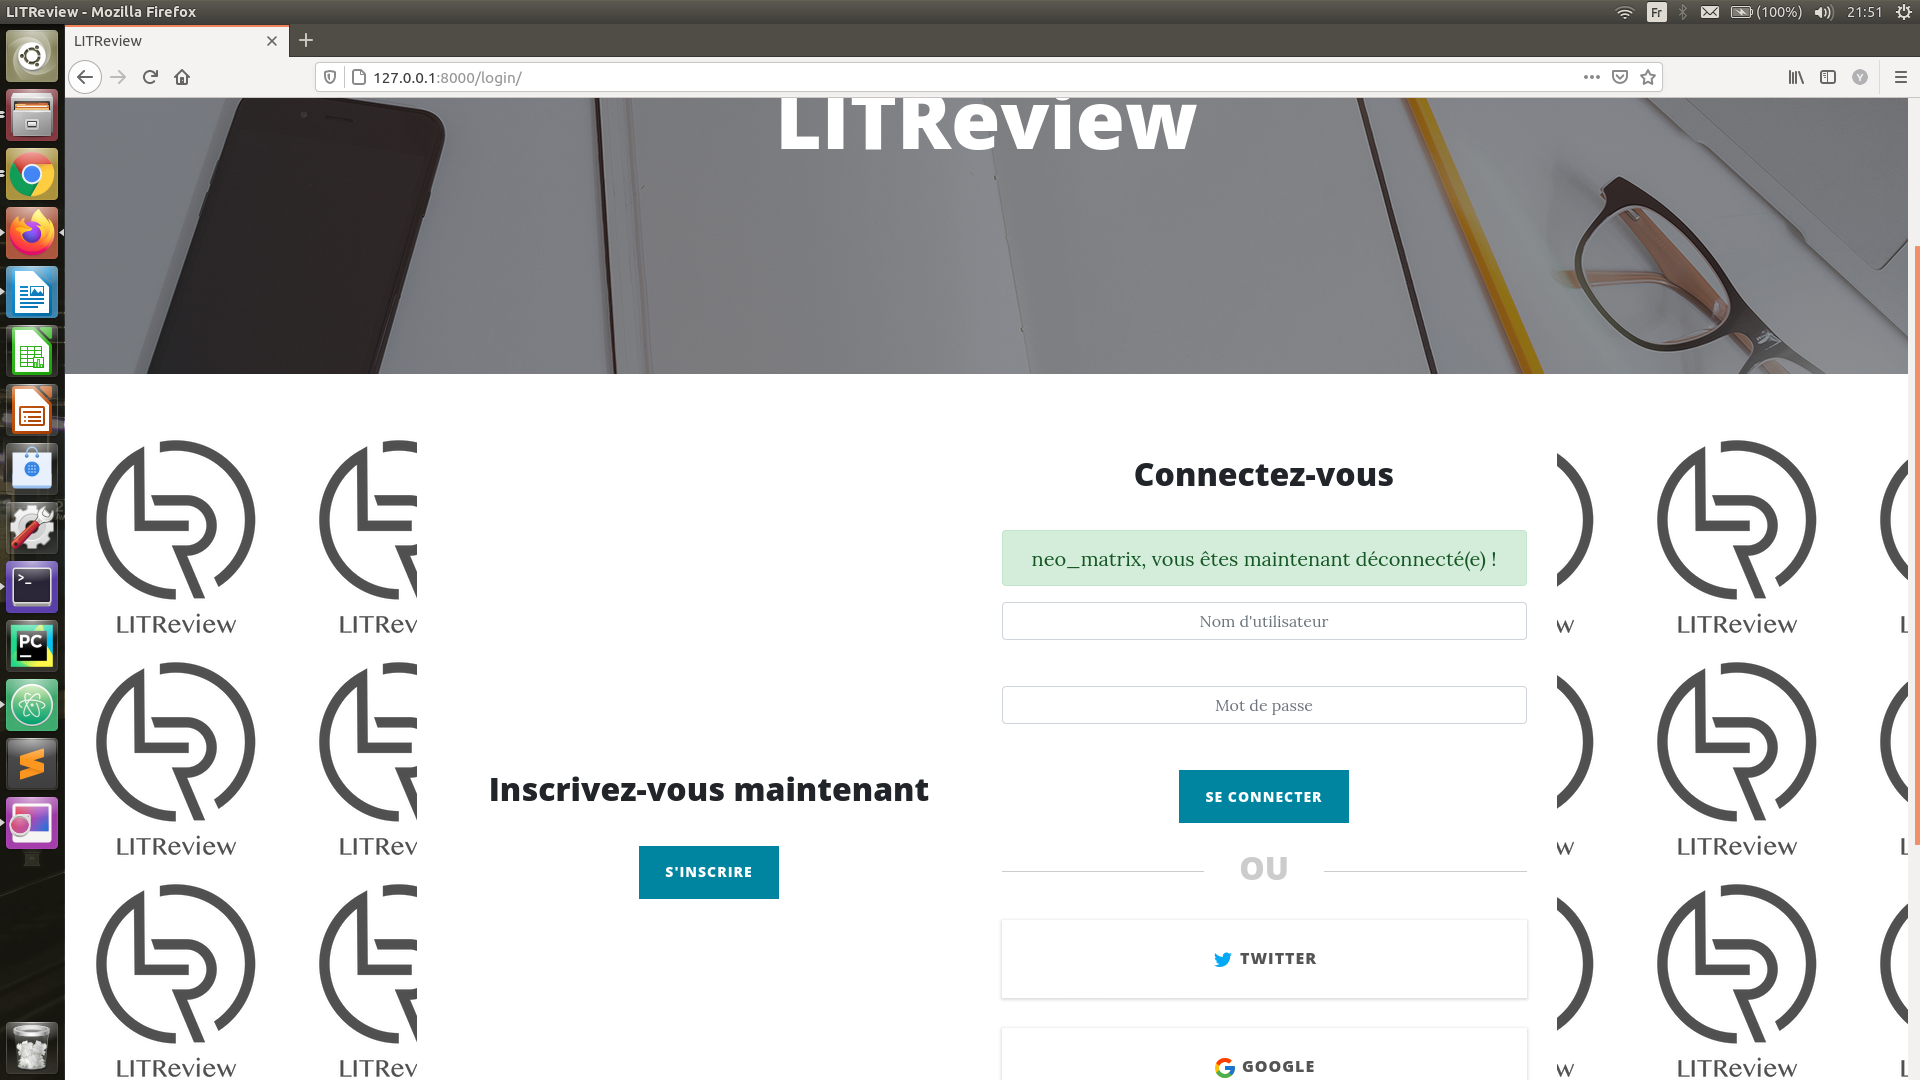 LITReview - Mozilla Firefox
Fr
(100%)
21:51
LITReview
127.0.0.1:8000/login/
Y
LITReview
Connectez-vous
neo_matrix, vous êtes maintenant déconnecté(e) !
Nom d'utilisateur
Mot de passe
SE CONNECTER
Inscrivez-vous maintenant
S'INSCRIRE
OU
TWITTER
GOOGLE
LITReview
LITRev
w
LITReview
L
LITReview
LITRev
w
LITReview
L
LITReview
LITRev
w
LITReview
L
>_
PC